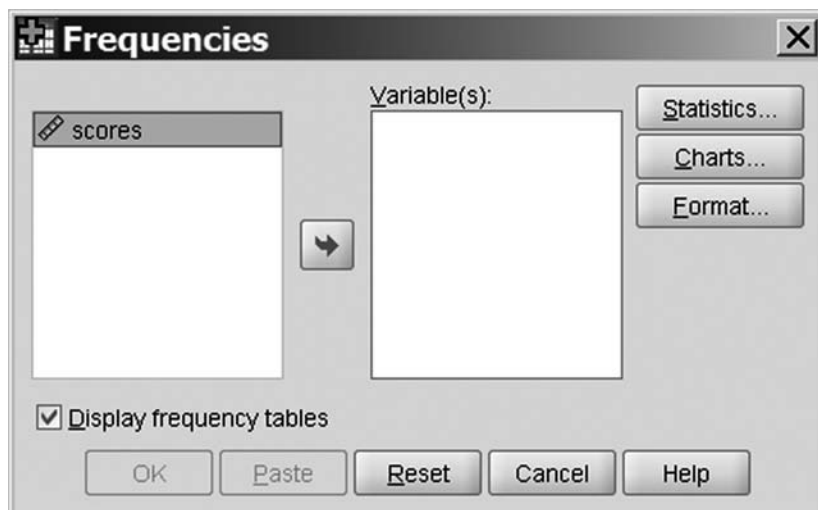 Frequencies
Variable(s):
scores
Statistics...
Charts...
Format...
Display frequency tables
OK Paste Reset Cancel Help